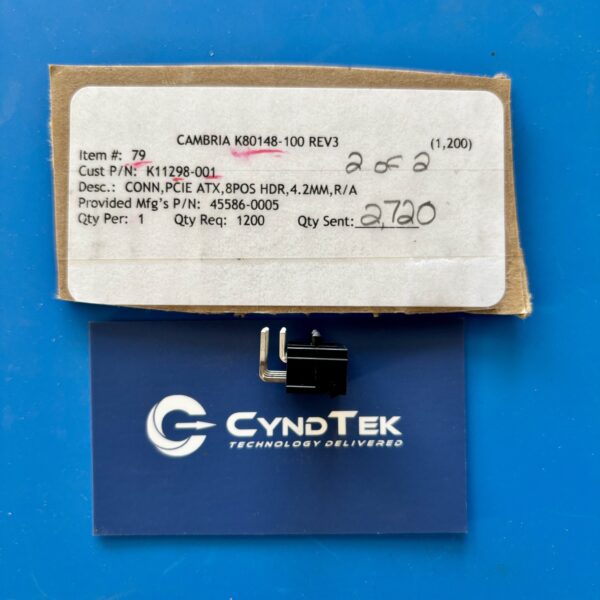 CAMBRIA K80148-100 REV3 (1,200)
Item #: 79
2 of 2
Cust P/N: K11298-001
Desc.: CONN,PCIE ATX,8POS HDR,4.2MM,R/A
Provided Mfg's P/N: 45586-0005
Qty Per: 1 Qty Req: 1200 Qty Sent: 2,720
CYNDTEK
TECHNOLOGY DELIVERED